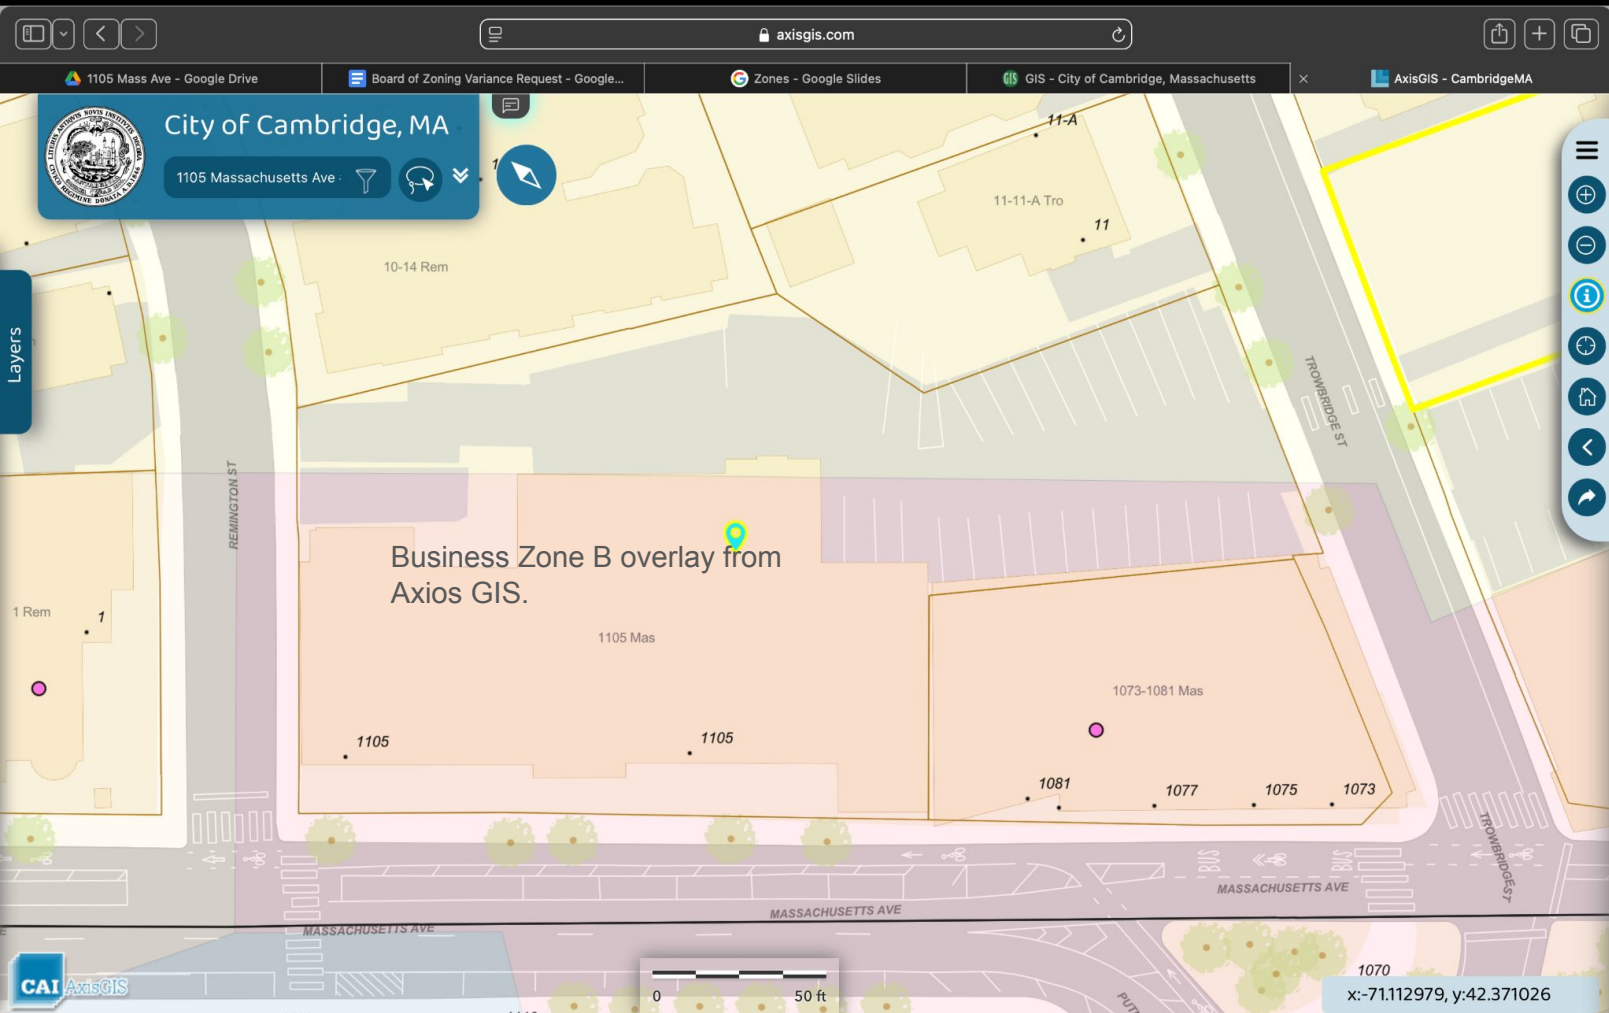 axisgis.com
1105 Mass Ave - Google Drive
Board of Zoning Variance Request - Google...
Zones - Google Slides
GIS - City of Cambridge, Massachusetts
AxisGIS - CambridgeMA
City of Cambridge, MA
1105 Massachusetts Ave
Layers
11-A
11-11-A Tro
11
10-14 Rem
TROWBRIDGE ST
REMINGTON ST
Business Zone B overlay from
Axios GIS.
1 Rem
1
1105 Mas
1073-1081 Mas
1105
1105
1081
1077
1075
1073
TROWBRIDGE ST
BUS
BUS
MASSACHUSETTS AVE
MASSACHUSETTS AVE
MASSACHUSETTS AVE
CAI AxisGIS
0
50 ft
1070
x:-71.112979, y:42.371026